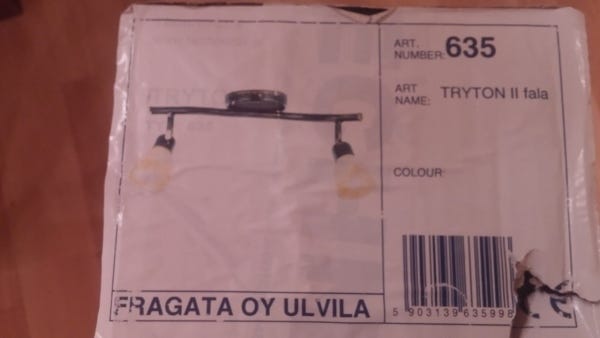 ART.
NUMBER: 635
ART
NAME: TRYTON II fala
COLOUR:
5 903139 635998
FRAGATA OY ULVILA